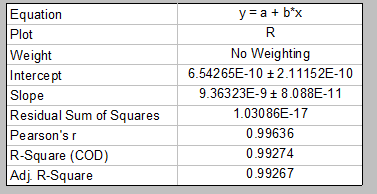 Equation y = a + b*x
Plot R
Weight No Weighting
Intercept 6.54265E-10 ± 2.11152E-10
Slope 9.36323E-9 ± 8.088E-11
Residual Sum of Squares 1.03086E-17
Pearson's r 0.99636
R-Square (COD) 0.99274
Adj. R-Square 0.99267